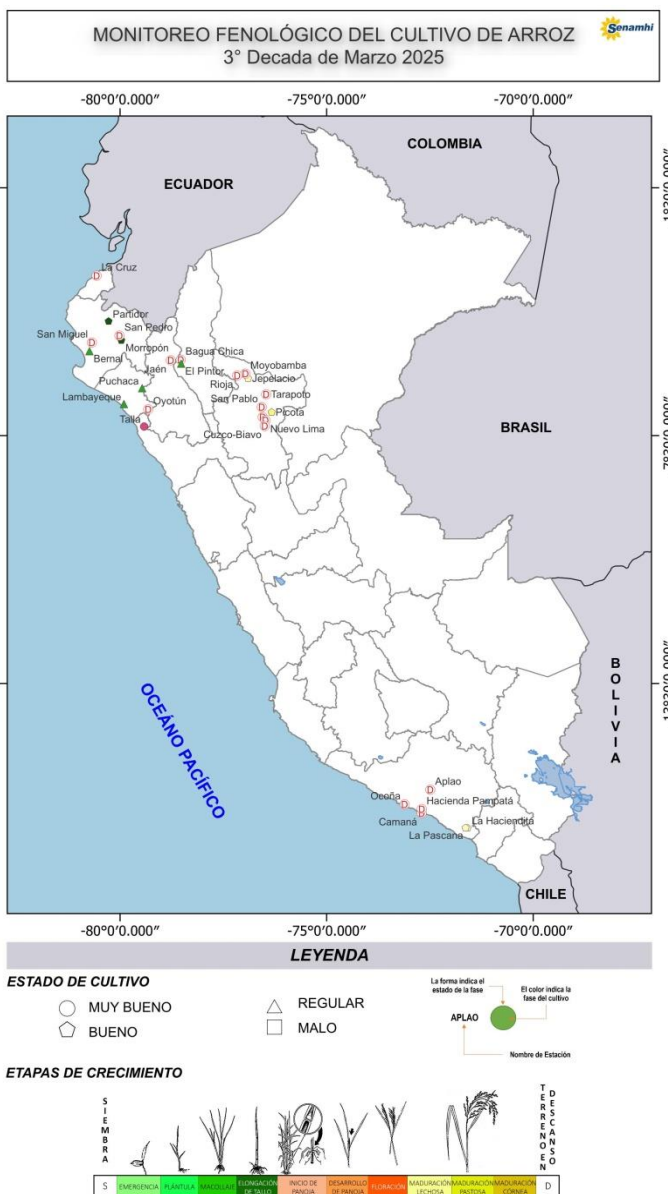 MONITOREO FENOLÓGICO DEL CULTIVO DE ARROZ
3° Decada de Marzo 2025
Senamhi
-80°0'0.000" -75°0'0.000" -70°0'0.000"
COLOMBIA
ECUADOR
La Cruz
Partidor
San Miguel
San Pedro
Morropón
Bernal
Bagua Chica
Moyobamba
Jaén
El Pintor
Jepelacio
Rioja
Puchaca
San Pablo
Tarapoto
Lambayeque
Oyotún
Picota
Talla
Nuevo Lima
Cuzco-Biavo
BRASIL
BOLIVIA
OCEÁNO PACÍFICO
Aplao
Ocoña
Hacienda Pampatá
Camaná
La Haciendita
La Pascana
CHILE
-80°0'0.000" -75°0'0.000" -70°0'0.000"
LEYENDA
ESTADO DE CULTIVO
MUY BUENO
REGULAR
BUENO
MALO
La forma indica el
estado de la fase
El color indica la
fase del cultivo
APLAO
Nombre de Estación
ETAPAS DE CRECIMIENTO
SIEMBRA
TERRENO EN
DESCANSO
S EMERGENCIA PLÁNTULA MACOLLAJE ELONGACIÓN DE TALLO INICIO DE PANOJA DESARROLLO DE PANOJA FLORACIÓN MADURACIÓN LECHOSA MADURACIÓN PASTOSA MADURACIÓN CÓRNEA D